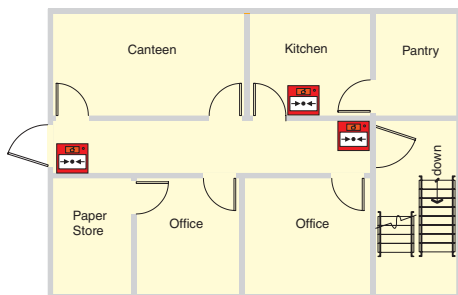 Canteen
Kitchen
Pantry
down
Paper
Store
Office
Office